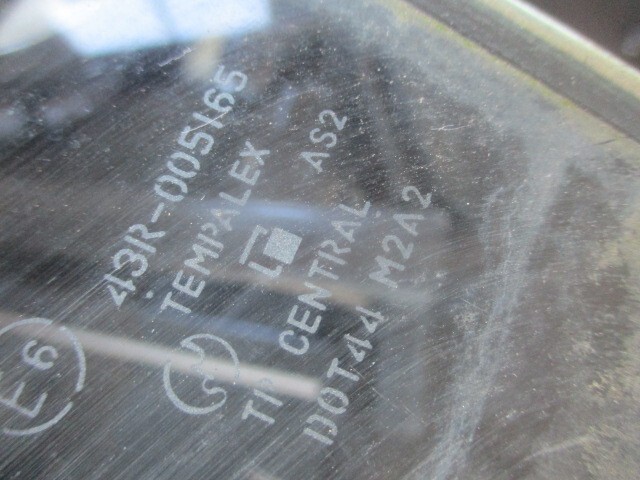 E6 43R-005165
TEMPALEX
CENTRAL AS2
DOT44 M2A2